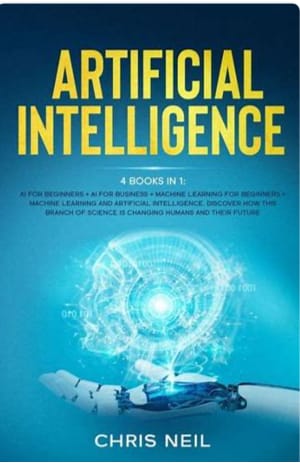 ARTIFICIAL
INTELLIGENCE
4 BOOKS IN 1:
AI FOR BEGINNERS + AI FOR BUSINESS + MACHINE LEARNING FOR BEGINNERS +
MACHINE LEARNING AND ARTIFICIAL INTELLIGENCE. DISCOVER HOW THIS
BRANCH OF SCIENCE IS CHANGING HUMANS AND THEIR FUTURE
CHRIS NEIL